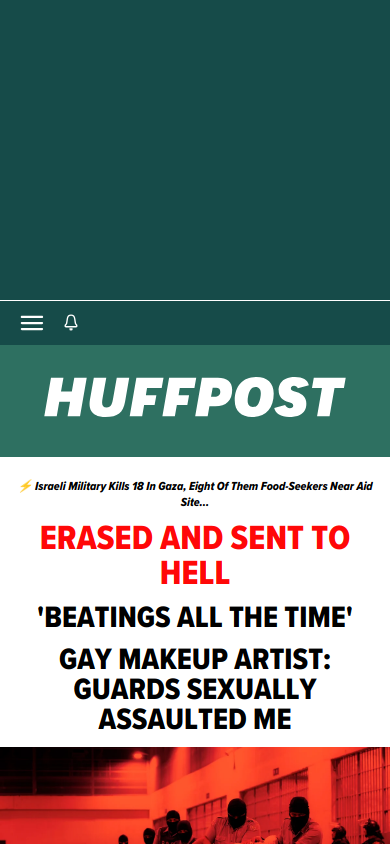 HUFFPOST
⚡ Israeli Military Kills 18 In Gaza, Eight Of Them Food-Seekers Near Aid
Site...
ERASED AND SENT TO
HELL
'BEATINGS ALL THE TIME'
GAY MAKEUP ARTIST:
GUARDS SEXUALLY
ASSAULTED ME